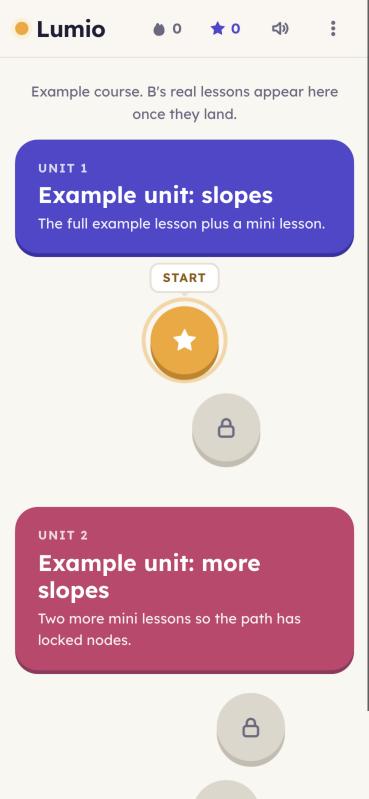 Lumio 0 0
Example course. B's real lessons appear here
once they land.
UNIT 1
Example unit: slopes
The full example lesson plus a mini lesson.
START
UNIT 2
Example unit: more
slopes
Two more mini lessons so the path has
locked nodes.